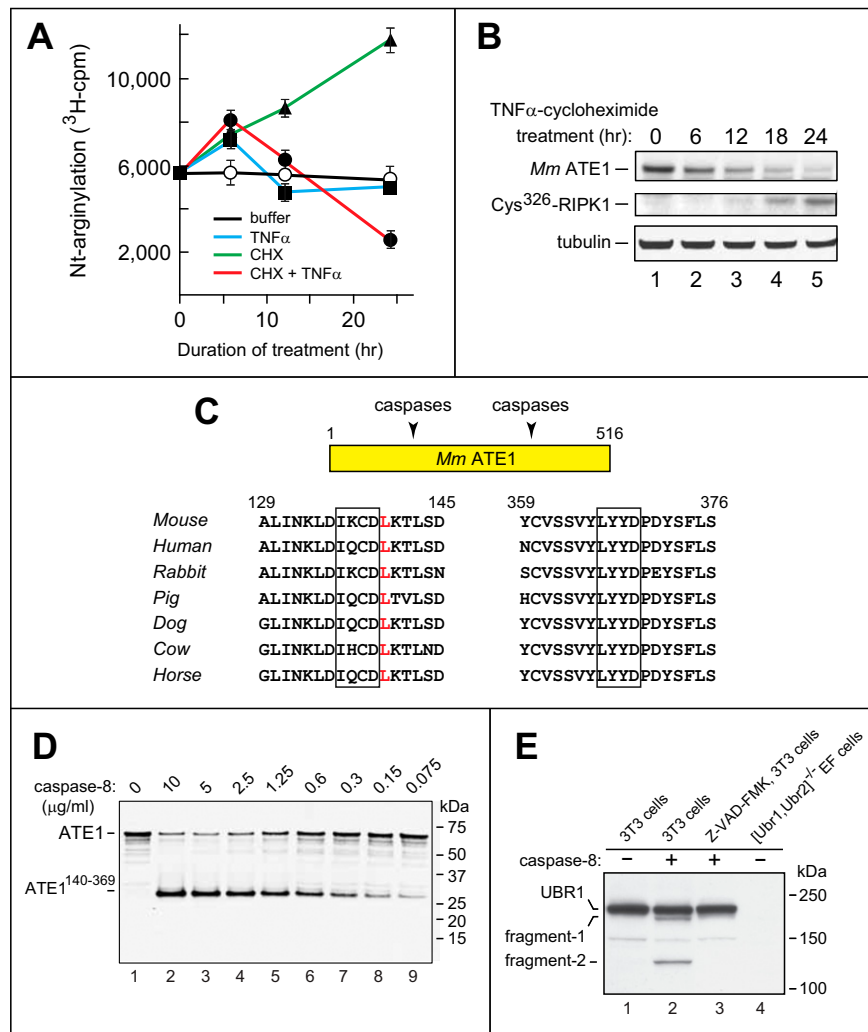 A
Nt-arginylation (³H-cpm)
10,000
6,000
2,000
buffer
TNFα
CHX
CHX + TNFα
0 10 20
Duration of treatment (hr)
B
TNFα-cycloheximide
treatment (hr): 0 6 12 18 24
Mm ATE1
Cys³²⁶-RIPK1
tubulin
1 2 3 4 5
C
caspases caspases
1 516
Mm ATE1
129 145 359 376
Mouse ALINKLDIKCDLKTLSD YCVSSVYLYYDPDYSFLS
Human ALINKLDIQCDLKTLSD NCVSSVYLYYDPDYSFLS
Rabbit ALINKLDIKCDLKTLSN SCVSSVYLYYDPEYSFLS
Pig ALINKLDIQCDLTVLSD HCVSSVYLYYDPDYSFLS
Dog GLINKLDIQCDLKTLSD YCVSSVYLYYDPDYSFLS
Cow GLINKLDIHCDLKTLND YCVSSVYLYYDPDYSFLS
Horse GLINKLDIQCDLKTLSD YCVSSVYLYYDPDYSFLS
D
caspase-8: 0 10 5 2.5 1.25 0.6 0.3 0.15 0.075
(μg/ml)
kDa
ATE1
75
50
37
ATE1¹⁴⁰⁻³⁶⁹
25
20
15
1 2 3 4 5 6 7 8 9
E
3T3 cells
3T3 cells
Z-VAD-FMK, 3T3 cells
[Ubr1,Ubr2]⁻/⁻ EF cells
caspase-8: – + + –
kDa
UBR1
250
fragment-1
150
fragment-2
100
1 2 3 4